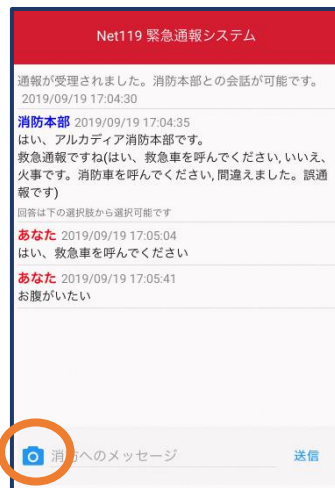 Net119 緊急通報システム
通報が受理されました。消防本部との会話が可能です。
2019/09/19 17:04:30
消防本部 2019/09/19 17:04:35
はい、アルカディア消防本部です。
救急通報ですね(はい、救急車を呼んでください, いいえ、
火事です。消防車を呼んでください, 間違えました。誤通
報です)
回答は下の選択肢から選択可能です
あなた 2019/09/19 17:05:04
はい、救急車を呼んでください
あなた 2019/09/19 17:05:41
お腹がいたい
消防へのメッセージ 送信